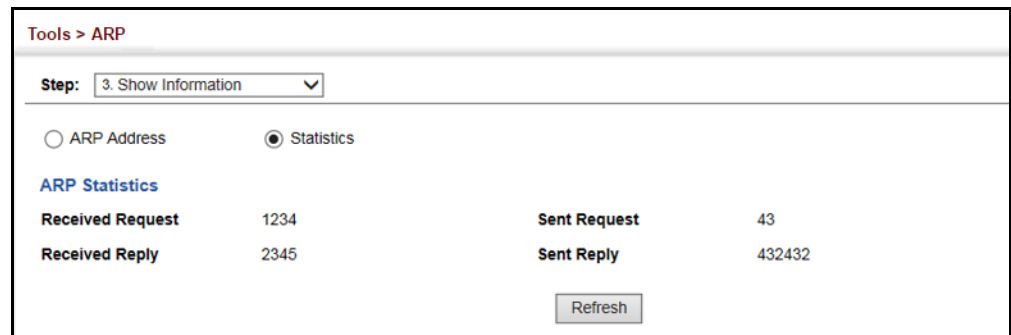 Tools > ARP
Step: 3. Show Information
ARP Address Statistics
ARP Statistics
Received Request 1234 Sent Request 43
Received Reply 2345 Sent Reply 432432
Refresh